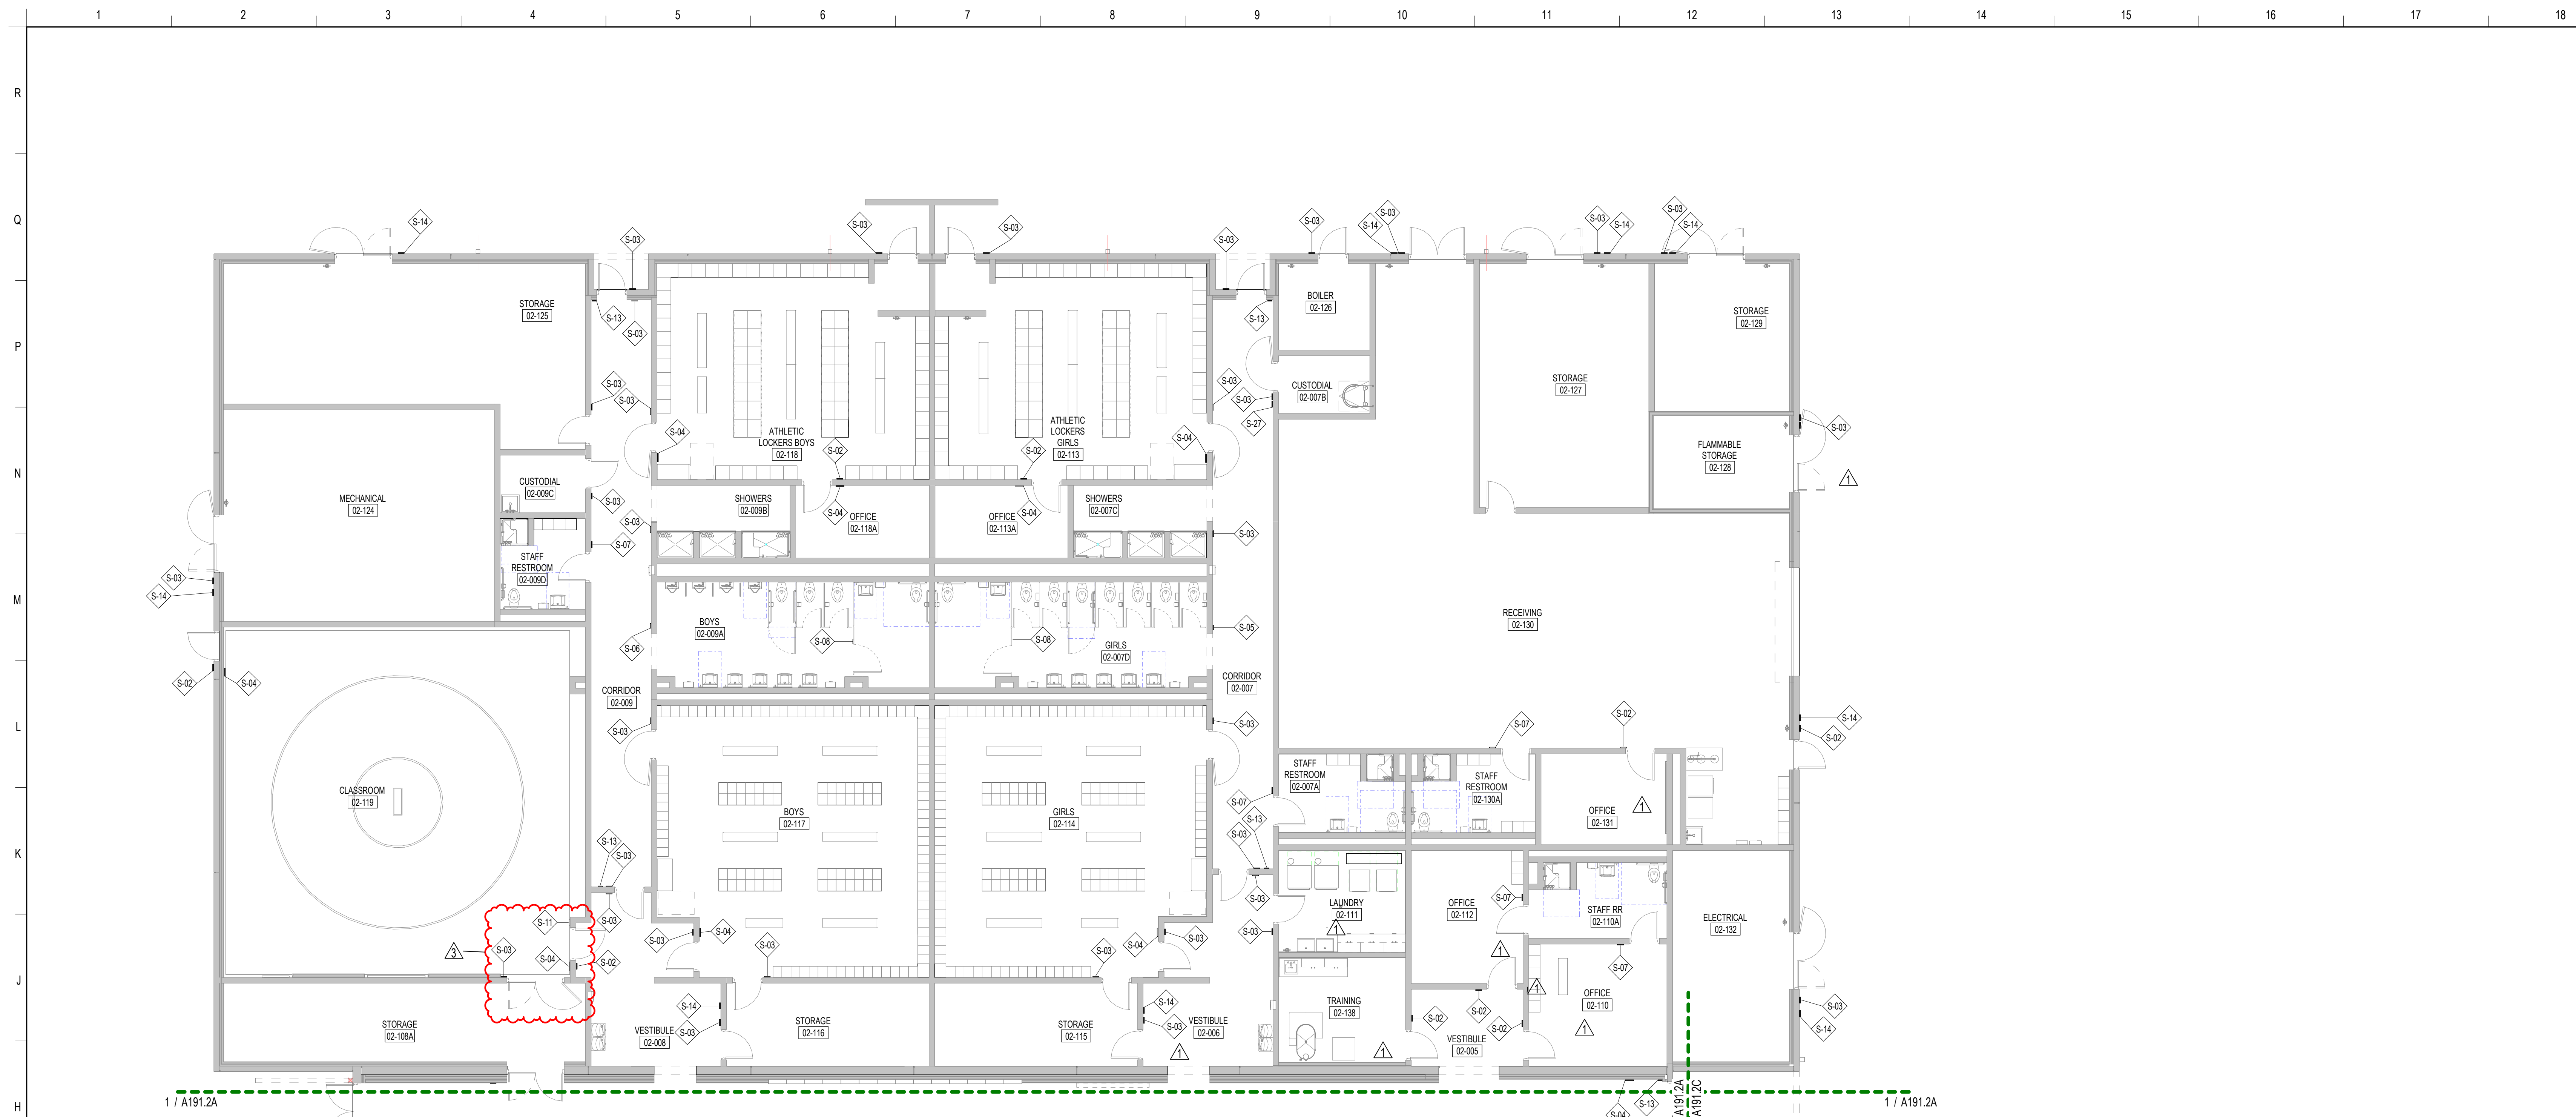 1 2 3 4 5 6 7 8 9 10 11 12 13 14 15 16 17 18
R
Q
S-14
S-03
S-03
S-03
S-03
S-03
S-14
S-03
S-03
S-14
S-03
S-14
P
STORAGE
02-125
S-13
S-03
S-13
BOILER
02-126
STORAGE
02-129
S-03
S-03
S-03
S-03
S-27
CUSTODIAL
02-007B
STORAGE
02-127
N
ATHLETIC
LOCKERS BOYS
02-118
ATHLETIC
LOCKERS
GIRLS
02-113
S-04
S-02
S-02
S-04
S-03
FLAMMABLE
STORAGE
02-128
1
MECHANICAL
02-124
CUSTODIAL
02-009C
S-03
S-03
SHOWERS
02-009B
S-04
OFFICE
02-118A
OFFICE
02-113A
S-04
SHOWERS
02-007C
S-03
M
S-07
STAFF
RESTROOM
02-009D
S-03
S-14
BOYS
02-009A
S-06
S-08
S-08
GIRLS
02-007D
S-05
RECEIVING
02-130
L
S-02
S-04
CORRIDOR
02-009
CORRIDOR
02-007
S-03
S-03
S-07
S-02
S-14
S-02
CLASSROOM
02-119
STAFF
RESTROOM
02-007A
STAFF
RESTROOM
02-130A
OFFICE
02-131
1
K
BOYS
02-117
GIRLS
02-114
S-07
S-13
S-03
S-13
S-03
S-03
S-03
S-11
LAUNDRY
02-111
1
OFFICE
02-112
S-07
STAFF RR
02-110A
ELECTRICAL
02-132
J
3
S-03
S-04
S-02
S-03
S-04
S-03
S-03
S-04
S-03
S-03
1
S-07
STORAGE
02-108A
VESTIBULE
02-008
S-14
S-03
STORAGE
02-116
STORAGE
02-115
S-14
S-03
VESTIBULE
02-006
1
TRAINING
02-138
1
S-02
S-02
S-02
VESTIBULE
02-005
1
OFFICE
02-110
1
S-03
S-14
H
1 / A191.2A
A191.2A
A191.2C
1 / A191.2A
S-04
S-13